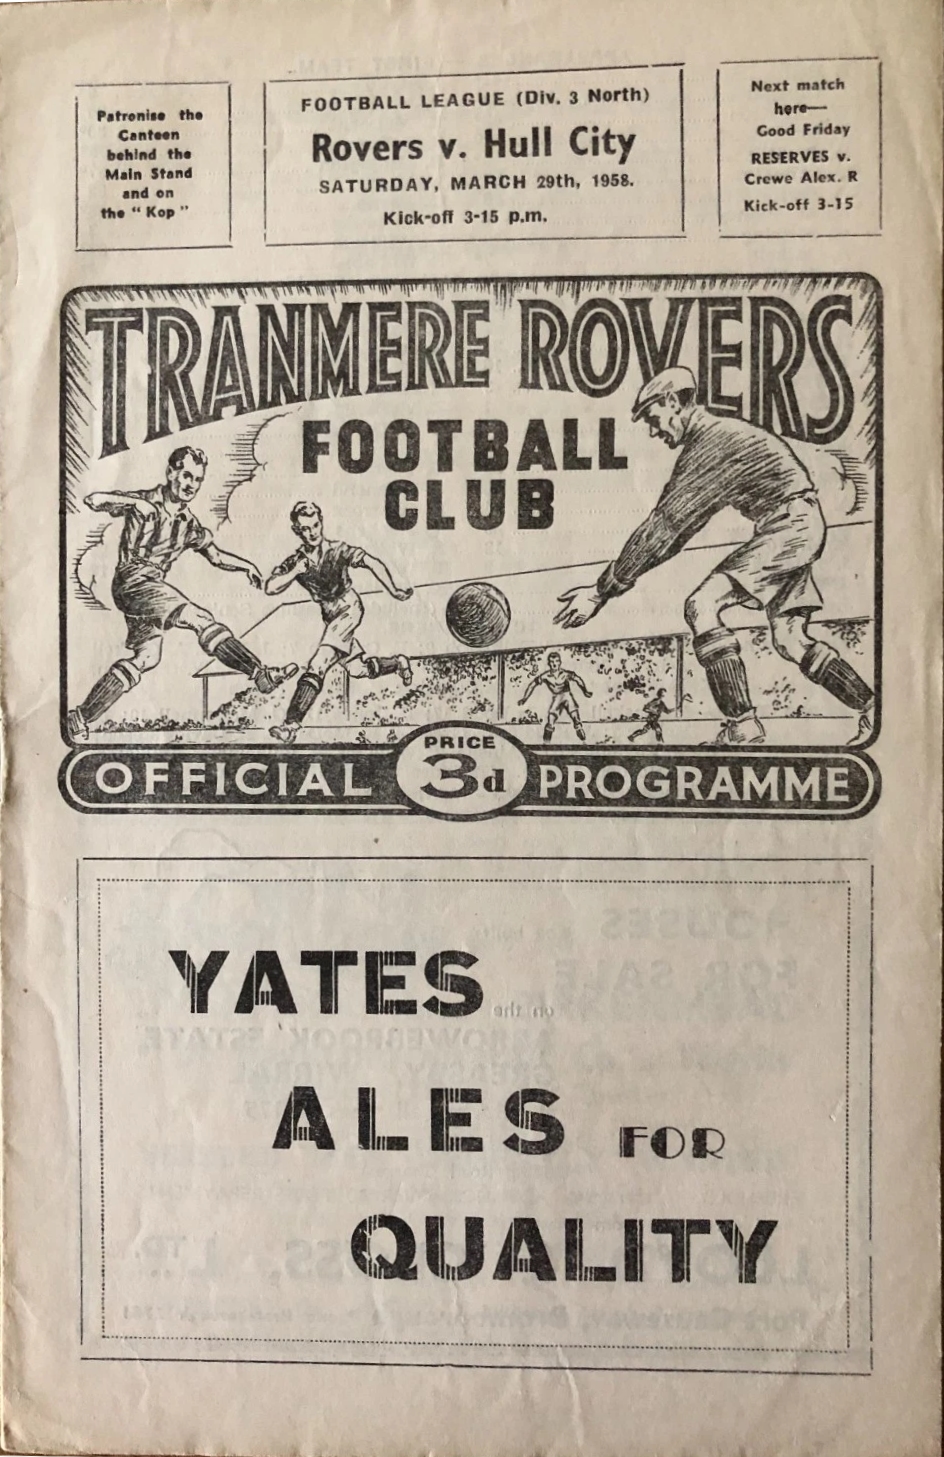 Patronise the
Canteen
behind the
Main Stand
and on
the "Kop"
FOOTBALL LEAGUE (Div. 3 North)
Rovers v. Hull City
SATURDAY, MARCH 29th, 1958.
Kick-off 3-15 p.m.
Next match
here—
Good Friday
RESERVES v.
Crewe Alex. R
Kick-off 3-15
TRANMERE ROVERS
FOOTBALL
CLUB
OFFICIAL PRICE 3d PROGRAMME
YATES
ALES FOR
QUALITY